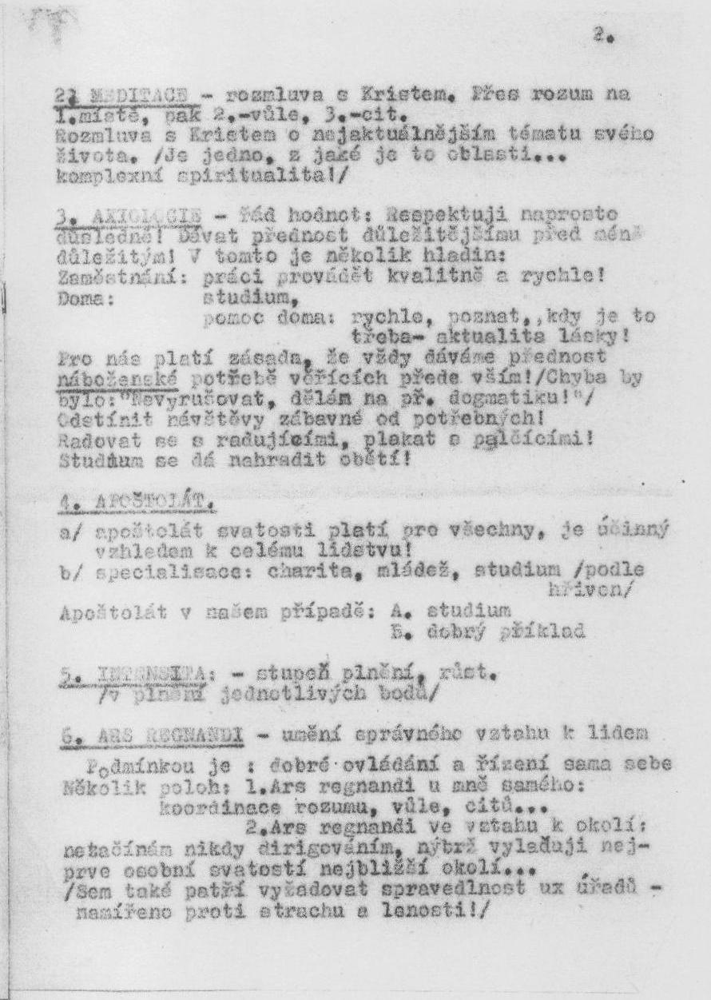 2.
2) MEDITACE - rozmluva s Kristem. Přes rozum na
1.místě, pak 2.-vůle, 3.-cit.
Rozmluva s Kristem o nejaktuálnějším tématu svého
života. /Je jedno, z jaké je to oblasti...
komplexní spiritualita!/
3. AXIOLOGIE - řád hodnot: Respektuji naprosto
důsledně! Dávat přednost důležitějšímu před méně
důležitým! V tomto je několik hladin:
Zaměstnání: práci provádět kvalitně a rychle!
Doma: studium,
pomoc doma: rychle, poznat,,kdy je to
třeba- aktualita lásky!
Pro nás platí zásada, že vždy dáváme přednost
náboženské potřebě věřících přede vším!/Chyba by
bylo:"Nevyrušovat, dělám na př. dogmatiku!"/
Odstínit návštěvy zábavné od potřebných!
Radovat se s radujícími, plakat s palčícími!
Studium se dá nahradit obětí!
4. APOŠTOLÁT.
a/ apoštolát svatosti platí pro všechny, je účinný
vzhledem k celému lidstvu!
b/ specialisace: charita, mládež, studium /podle
hřiven/
Apoštolát v našem případě: A. studium
B. dobrý příklad
5. INTENSITA: - stupeň plnění, růst.
/v plnění jednotlivých bodů/
6. ARS REGNANDI - umění správného vztahu k lidem
Podmínkou je : dobré ovládání a řízení sama sebe
Několik poloh: 1.Ars regnandi u mně samého:
koordinace rozumu, vůle, citů...
2.Ars regnandi ve vztahu k okolí:
nezačínám nikdy dirigováním, nýbrž vylaďuji nej-
prve osobní svatostí nejbližší okolí...
/Sem také patří vyžadovat spravedlnost ux úřadů -
namířeno proti strachu a lenosti!/